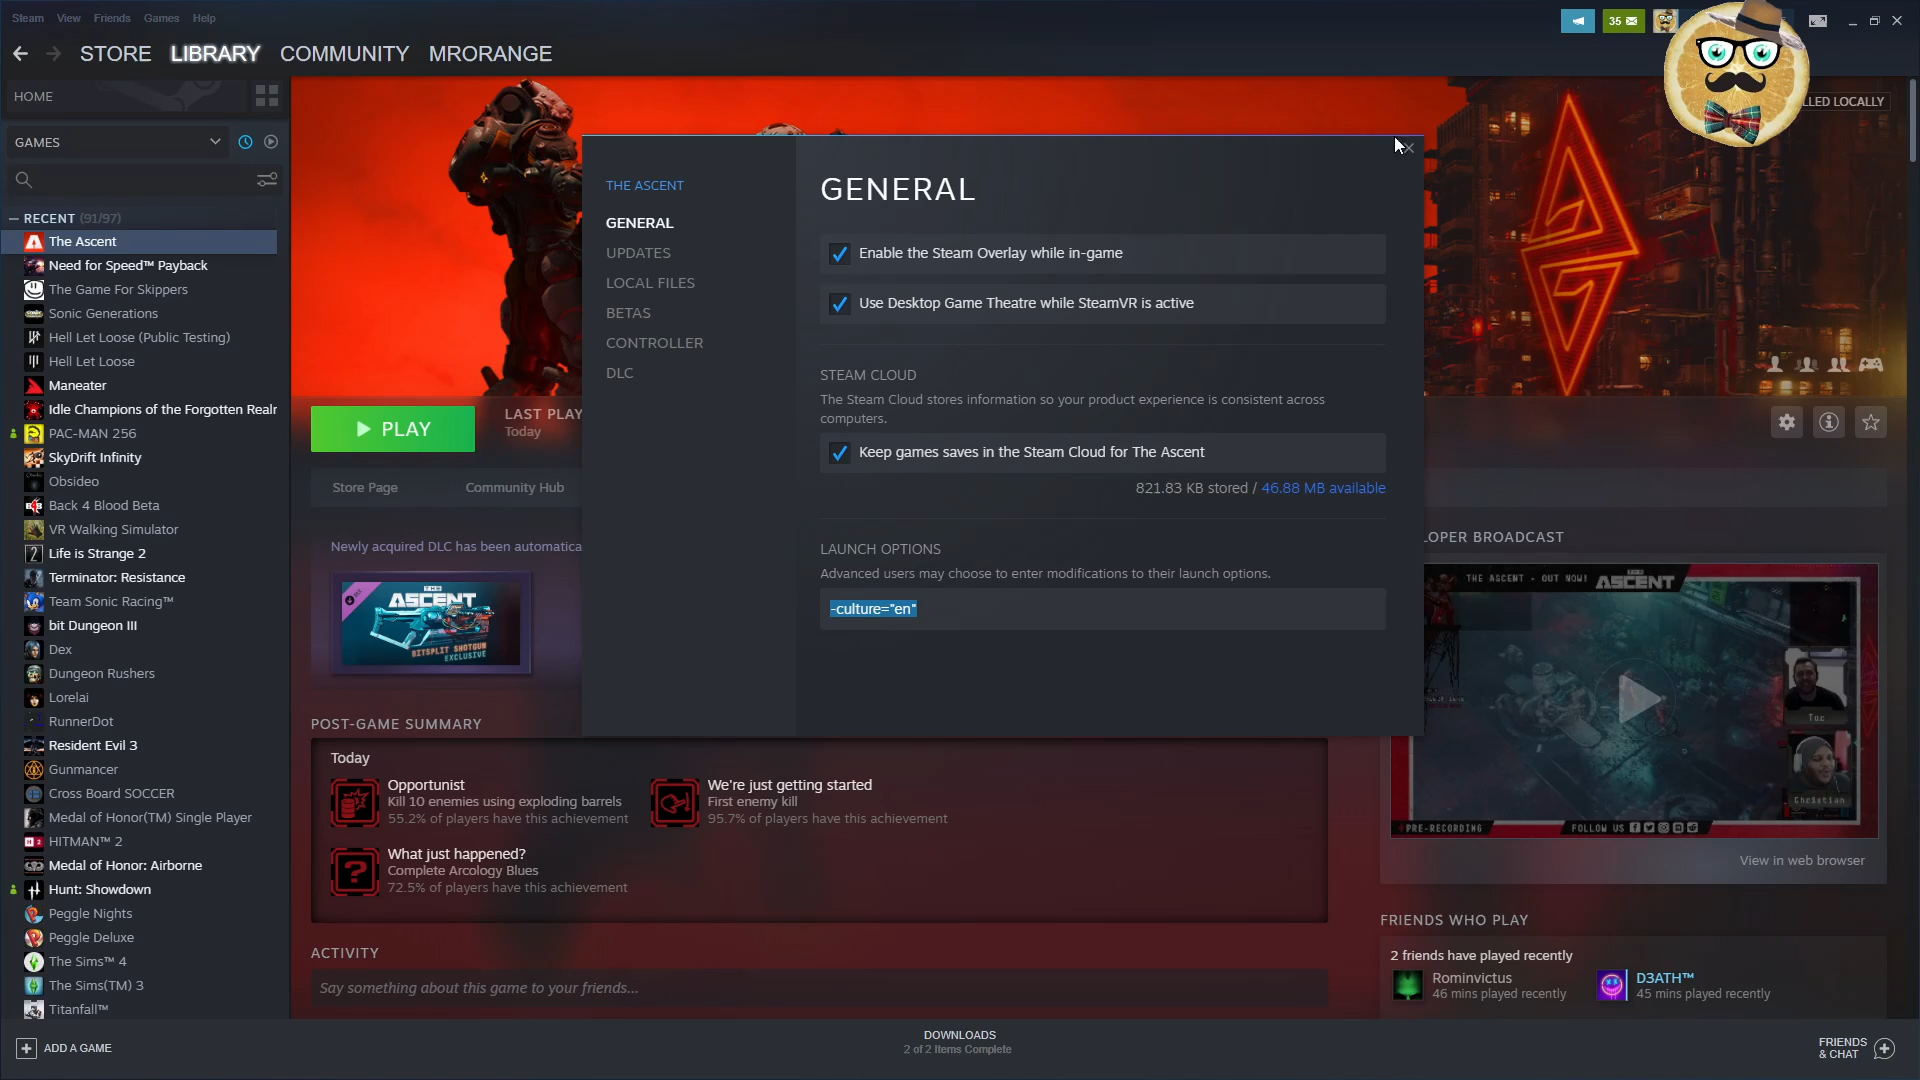 Steam View Friends Games Help
35
STORE LIBRARY COMMUNITY MRORANGE
HOME
GAMES
RECENT (91/97)
The Ascent
Need for Speed™ Payback
The Game For Skippers
Sonic Generations
Hell Let Loose (Public Testing)
Hell Let Loose
Maneater
Idle Champions of the Forgotten Realr
PAC-MAN 256
SkyDrift Infinity
Obsideo
Back 4 Blood Beta
VR Walking Simulator
Life is Strange 2
Terminator: Resistance
Team Sonic Racing™
bit Dungeon III
Dex
Dungeon Rushers
Lorelai
RunnerDot
Resident Evil 3
Gunmancer
Cross Board SOCCER
Medal of Honor(TM) Single Player
HITMAN™ 2
Medal of Honor: Airborne
Hunt: Showdown
Peggle Nights
Peggle Deluxe
The Sims™ 4
The Sims(TM) 3
Titanfall™
ADD A GAME
LLED LOCALLY
PLAY
LAST PLAY
Today
Store Page Community Hub
Newly acquired DLC has been automatica
THE
ASCENT
BITSPLIT SHOTGUN
EXCLUSIVE
THE ASCENT
GENERAL
UPDATES
LOCAL FILES
BETAS
CONTROLLER
DLC
GENERAL
Enable the Steam Overlay while in-game
Use Desktop Game Theatre while SteamVR is active
STEAM CLOUD
The Steam Cloud stores information so your product experience is consistent across
computers.
Keep games saves in the Steam Cloud for The Ascent
821.83 KB stored / 46.88 MB available
LAUNCH OPTIONS
Advanced users may choose to enter modifications to their launch options.
-culture="en"
POST-GAME SUMMARY
Today
Opportunist
Kill 10 enemies using exploding barrels
55.2% of players have this achievement
We're just getting started
First enemy kill
95.7% of players have this achievement
What just happened?
Complete Arcology Blues
72.5% of players have this achievement
ACTIVITY
Say something about this game to your friends...
LOPER BROADCAST
THE ASCENT - OUT NOW!
THE
ASCENT
Christian
PRE-RECORDING
FOLLOW US
View in web browser
FRIENDS WHO PLAY
2 friends have played recently
Rominvictus
46 mins played recently
D3ATH™
45 mins played recently
DOWNLOADS
2 of 2 Items Complete
FRIENDS
& CHAT